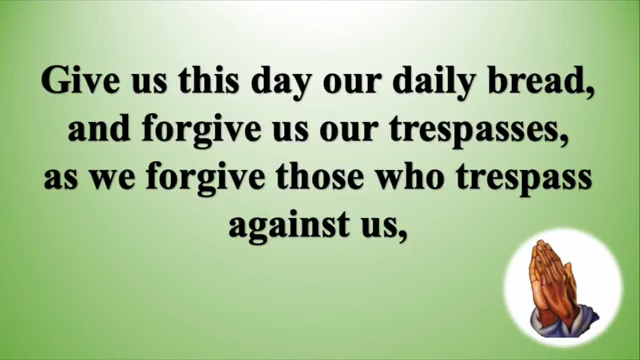 Give us this day our daily bread,
and forgive us our trespasses,
as we forgive those who trespass
against us,